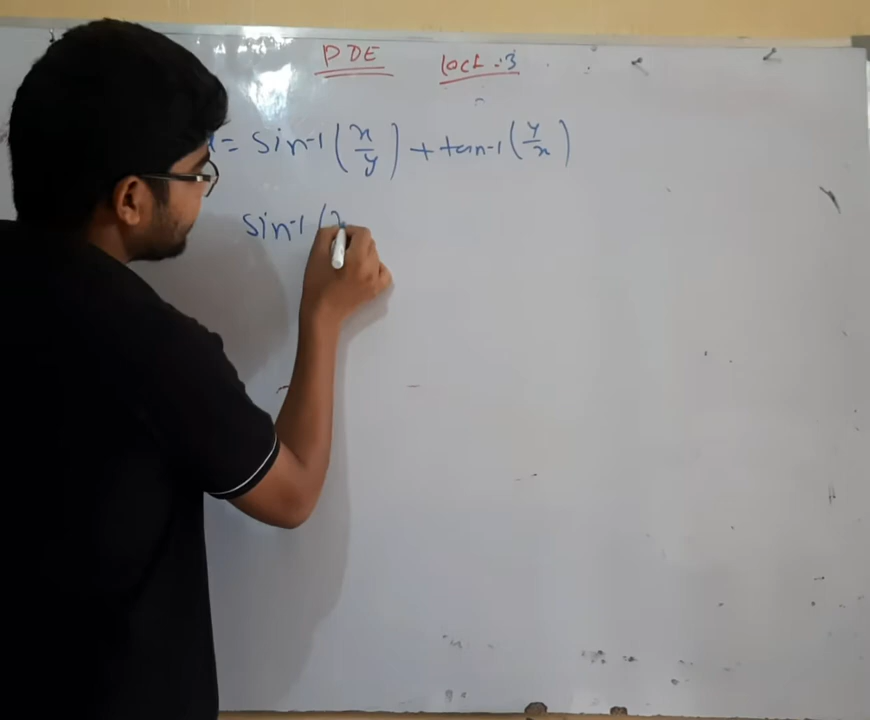 PDE Lect :3
= sin-1 (x/y) + tan-1 (y/x)
sin-1 (